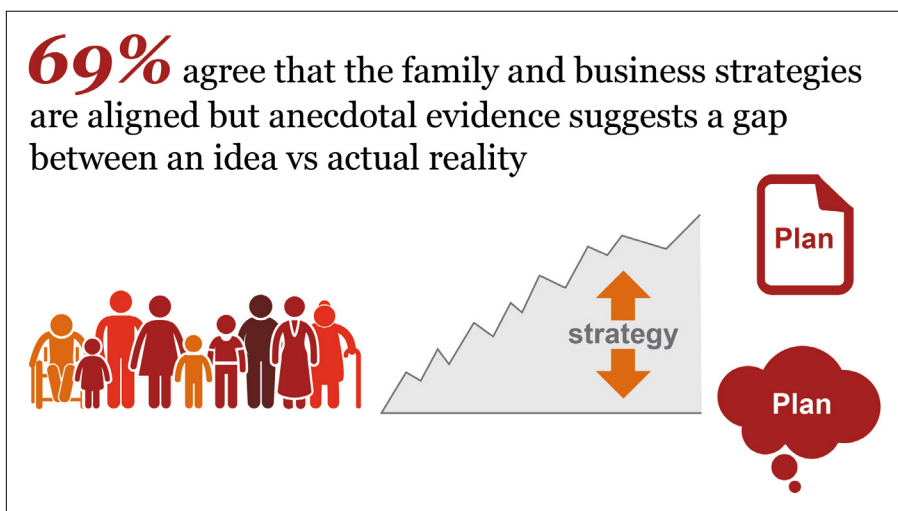 69% agree that the family and business strategies
are aligned but anecdotal evidence suggests a gap
between an idea vs actual reality
Plan
strategy
Plan